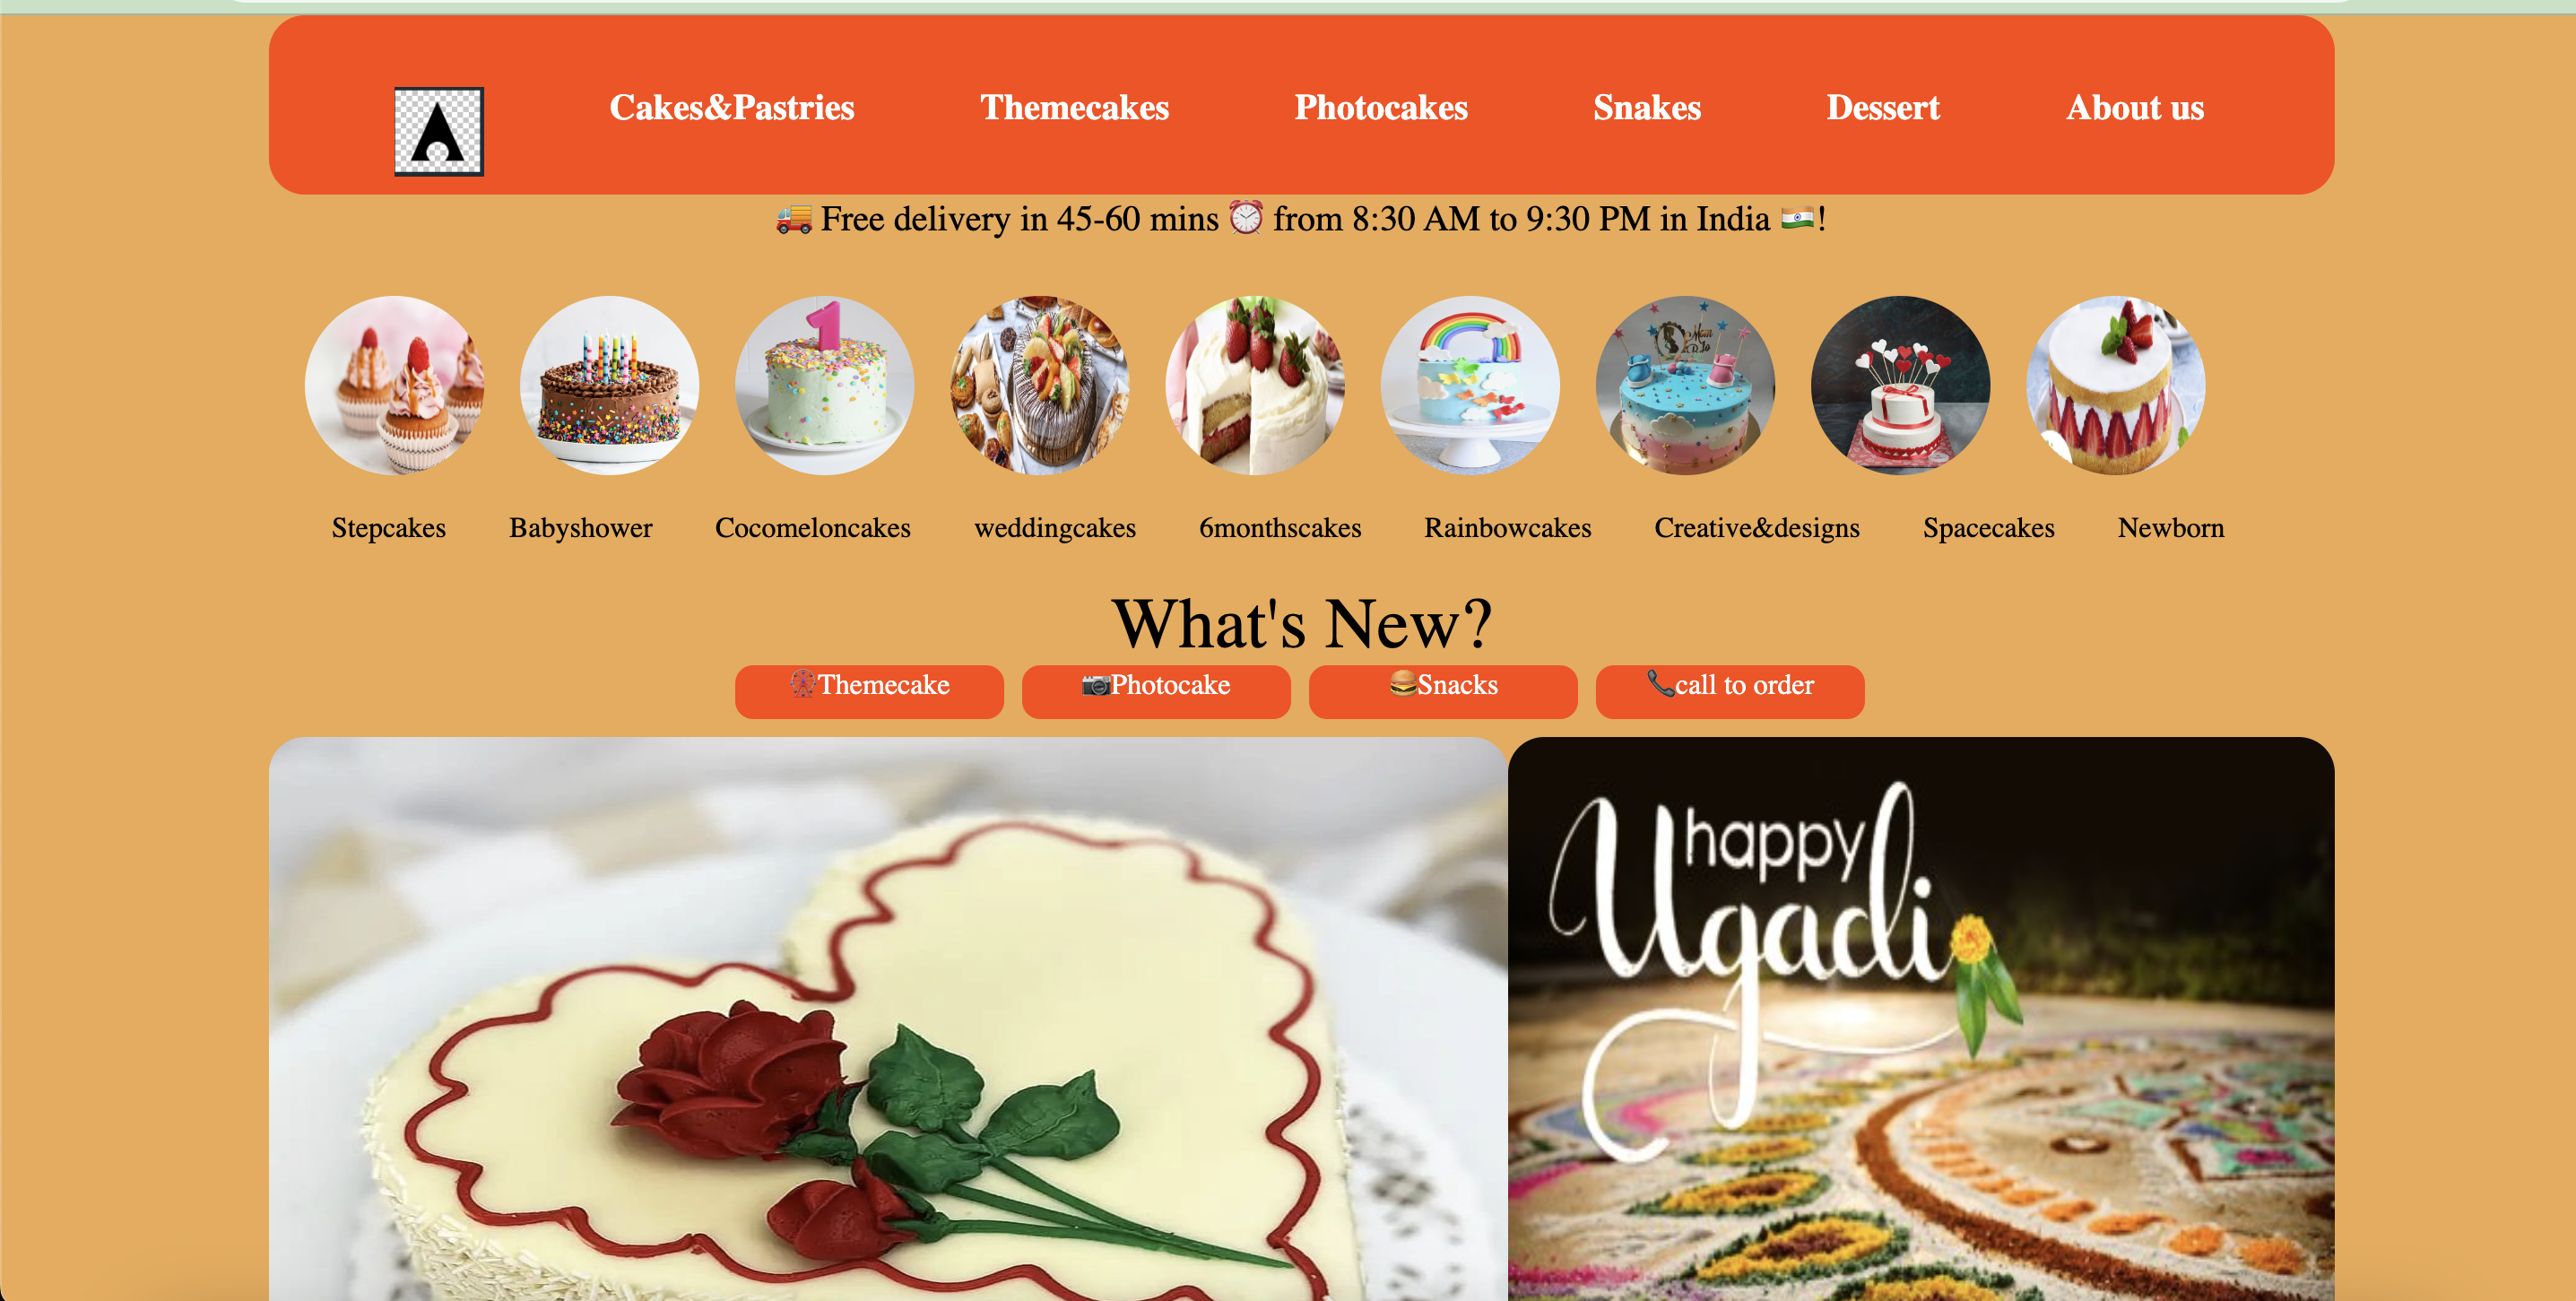 Cakes&Pastries Themecakes Photocakes Snakes Dessert About us
🚚 Free delivery in 45-60 mins ⏰ from 8:30 AM to 9:30 PM in India 🇮🇳!
1
Stepcakes Babyshower Cocomeloncakes weddingcakes 6monthscakes Rainbowcakes Creative&designs Spacecakes Newborn
What's New?
🎡Themecake 📷Photocake 🍔Snacks 📞call to order
happy
Ugadi